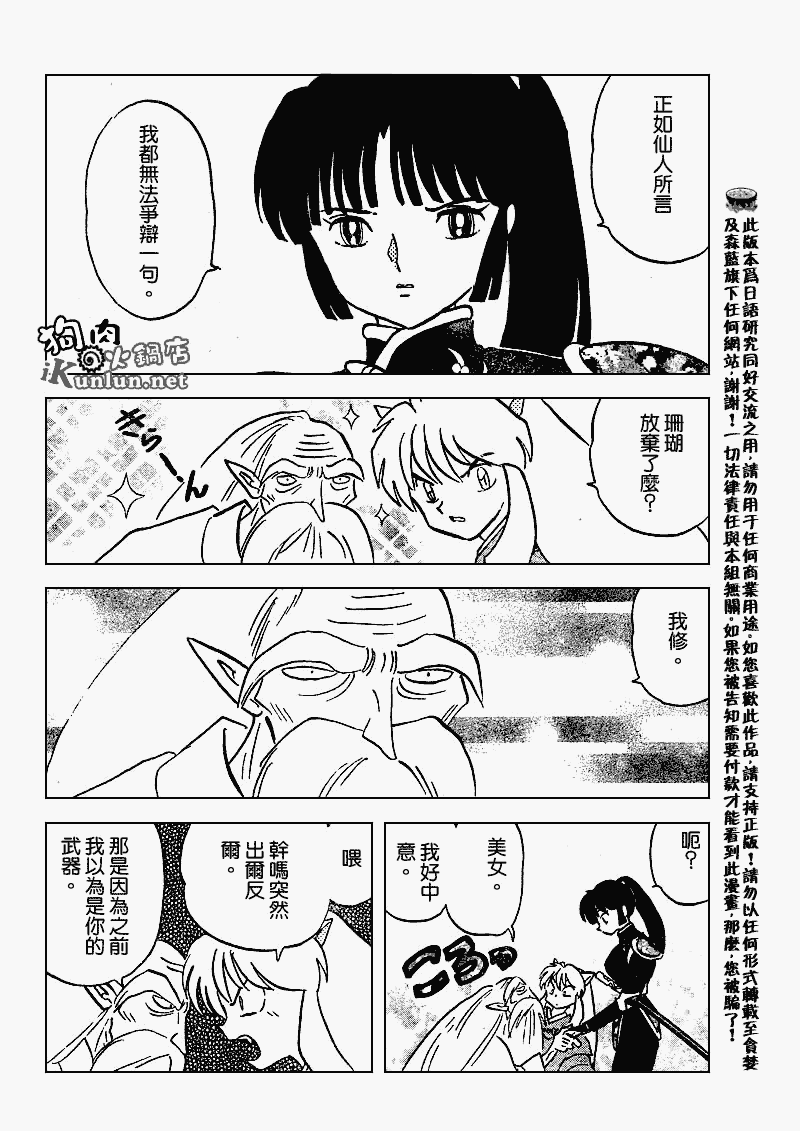 正如仙人所言
我都無法爭辯一句。
珊瑚
放棄了麼?
きらーん
我修。
呃?
美女。
我好中
意。
ころっ
喂
幹嗎突然
出爾反
爾。
那是因為之前
我以為是你的
武器。
狗肉
火鍋店
iKunlun.net
此版本爲日語研究同好交流之用,請勿用于任何商業用途。如您喜歡此作品,請支持正版!請勿以任何形式轉載至貪婪
及森藍旗下任何網站,謝謝!一切法律責任與本組無關。如果您被告知需要付款才能看到此漫畫,那麼,您被騙了!